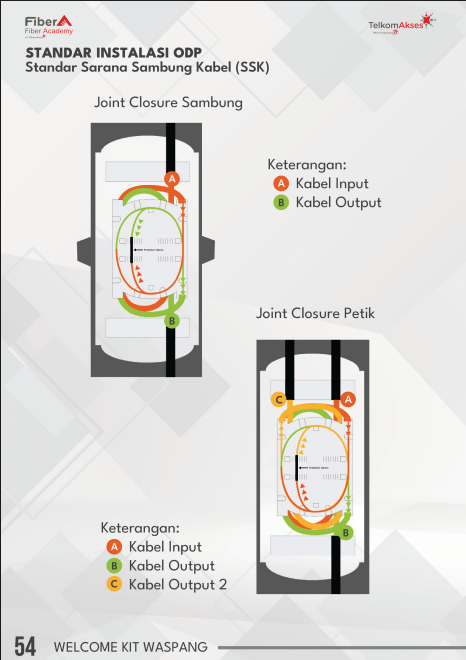 Fiber
Fiber Academy
TelkomAkses
STANDAR INSTALASI ODP
Standar Sarana Sambung Kabel (SSK)
Joint Closure Sambung
A
B
Keterangan:
A Kabel Input
B Kabel Output
Joint Closure Petik
C
A
B
Keterangan:
A Kabel Input
B Kabel Output
C Kabel Output 2
54 WELCOME KIT WASPANG